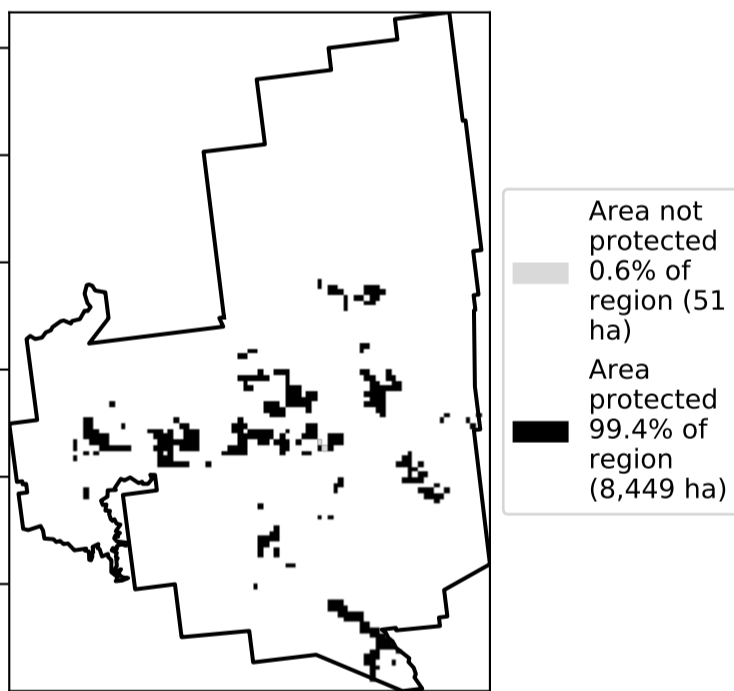 Area not
protected
0.6% of
region (51
ha)
Area
protected
99.4% of
region
(8,449 ha)